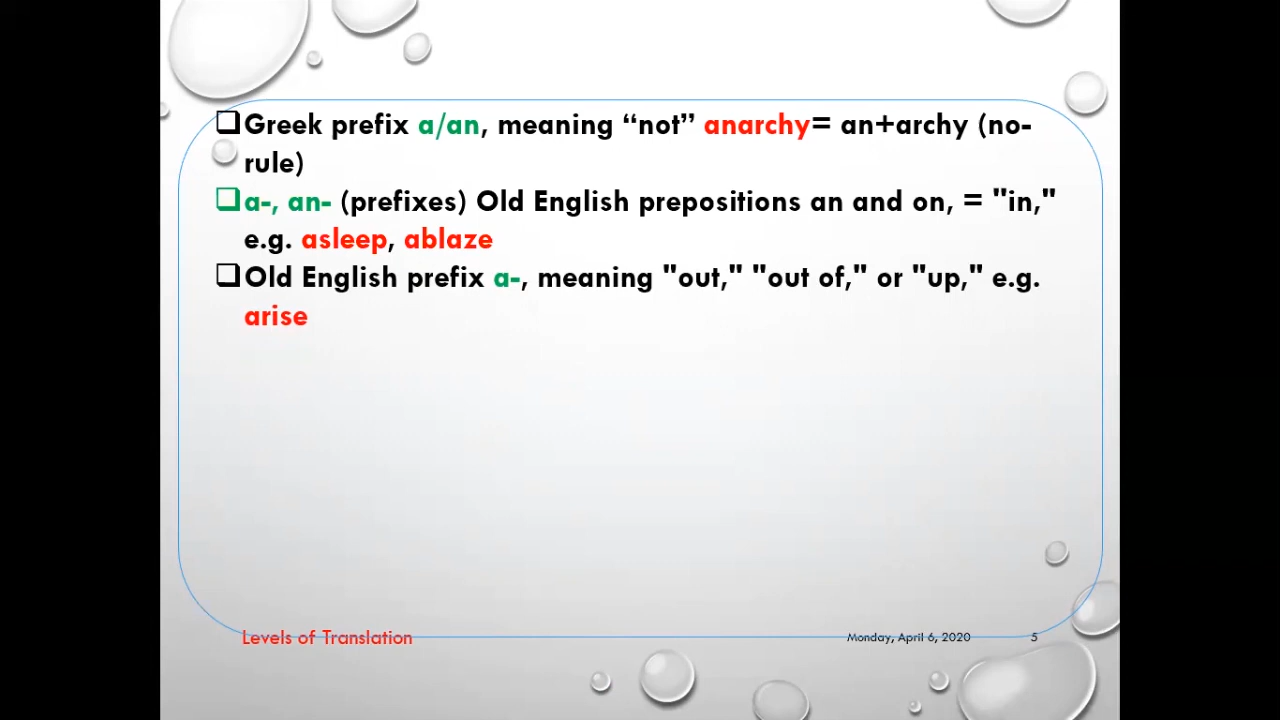 ❑Greek prefix a/an, meaning “not” anarchy= an+archy (no-
rule)
❑a-, an- (prefixes) Old English prepositions an and on, = "in,"
e.g. asleep, ablaze
❑Old English prefix a-, meaning "out," "out of," or "up," e.g.
arise
Levels of Translation
Monday, April 6, 2020
5